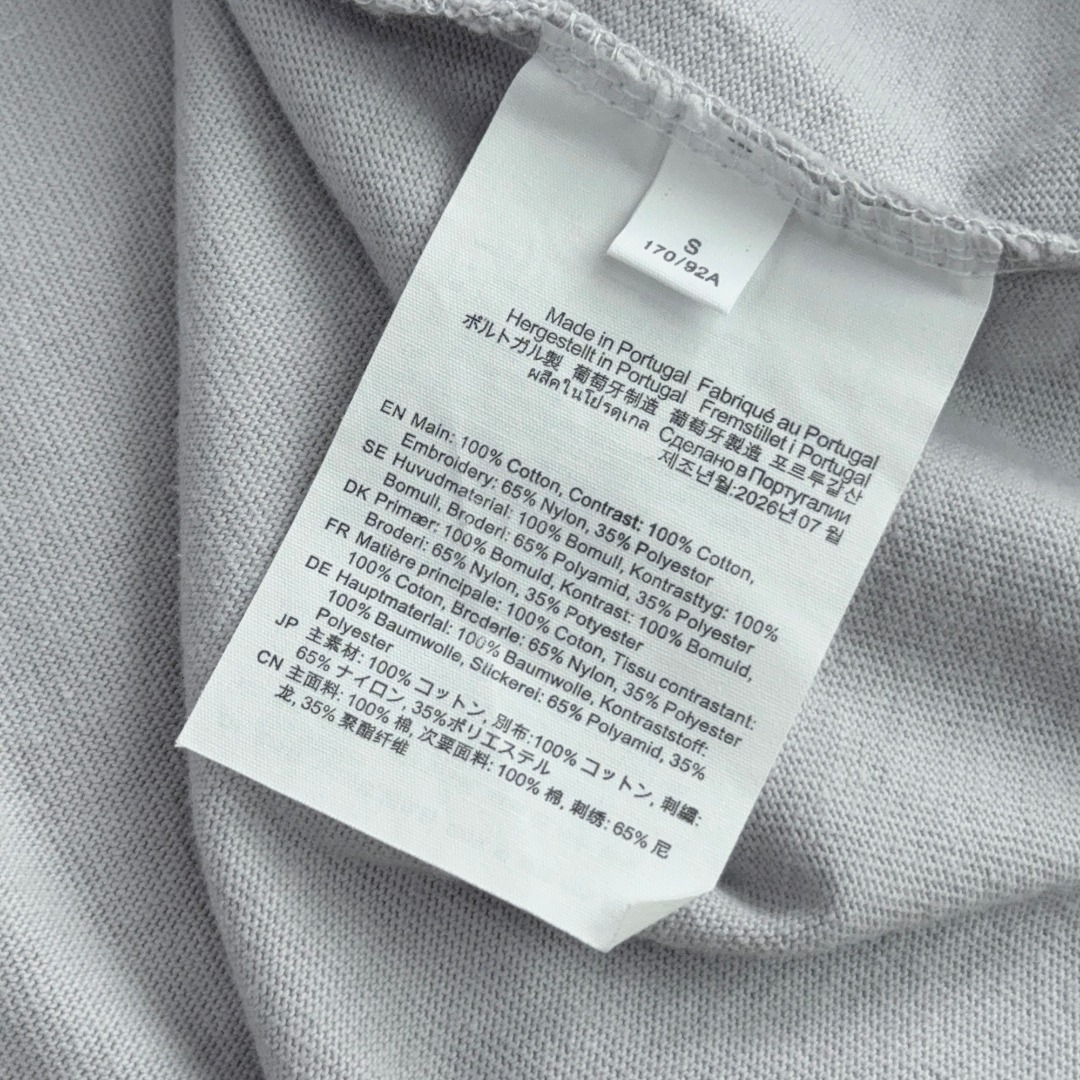 S
170/92A
Made in Portugal Fabriqué au Portugal
Hergestellt in Portugal Fremstillet i Portugal
ポルトガル製 葡萄牙制造 葡萄牙製造 포르투갈산
ผลิตในโปรตุเกส Сделано в Португалии
제조년월:2026년 07 월
EN Main: 100% Cotton, Contrast: 100% Cotton,
Embroidery: 65% Nylon, 35% Polyestor
SE Huvudmaterial: 100% Bomull, Kontrasttyg: 100%
Bomull, Broderi: 65% Polyamid, 35% Polyester
DK Primær: 100% Bomuld, Kontrast: 100% Bomuld,
Broderi: 65% Nylon, 35% Polyester
FR Matière principale: 100% Coton, Tissu contrastant:
100% Coton, Brcderle: 65% Nylon, 35% Polyester
DE Hauptmaterlal: 100% Baumwolle, Kontraststoff:
100% Baumwolle, Stickerei: 65% Polyamid, 35%
Polyester
JP 主素材: 100% コットン, 別布:100% コットン, 刺繍:
65% ナイロン, 35%ポリエステル
CN 主面料: 100% 棉, 次要面料: 100% 棉, 刺绣: 65% 尼
龙, 35% 聚酯纤维